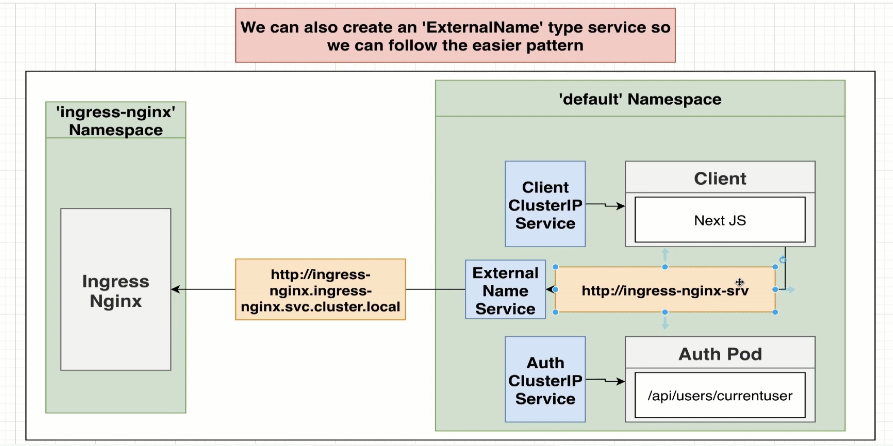 We can also create an 'ExternalName' type service so
we can follow the easier pattern
'ingress-nginx'
Namespace
Ingress
Nginx
http://ingress-
nginx.ingress-
nginx.svc.cluster.local
'default' Namespace
Client
ClusterIP
Service
Client
Next JS
External
Name
Service
http://ingress-nginx-srv
Auth
ClusterIP
Service
Auth Pod
/api/users/currentuser